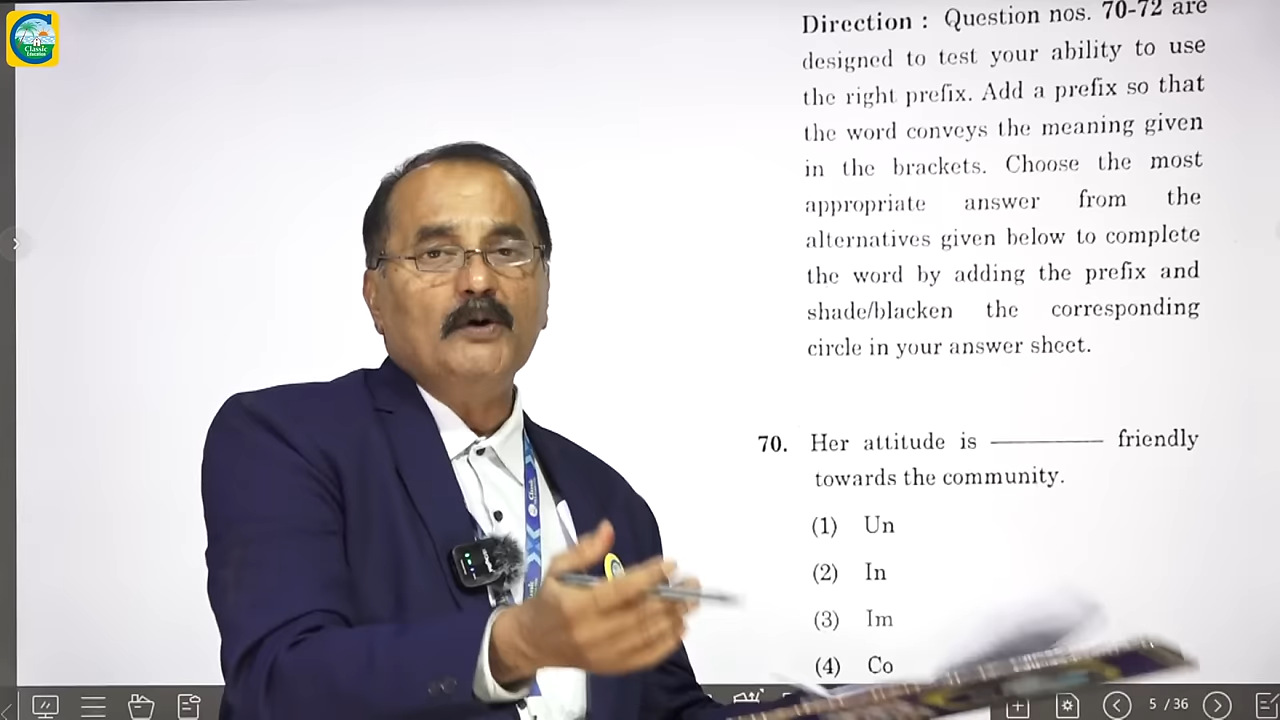 Classic
Education
Direction : Question nos. 70-72 are
designed to test your ability to use
the right prefix. Add a prefix so that
the word conveys the meaning given
in the brackets. Choose the most
appropriate answer from the
alternatives given below to complete
the word by adding the prefix and
shade/blacken the corresponding
circle in your answer sheet.
70. Her attitude is ———— friendly
towards the community.
(1) Un
(2) In
(3) Im
(4) Co
5 / 36